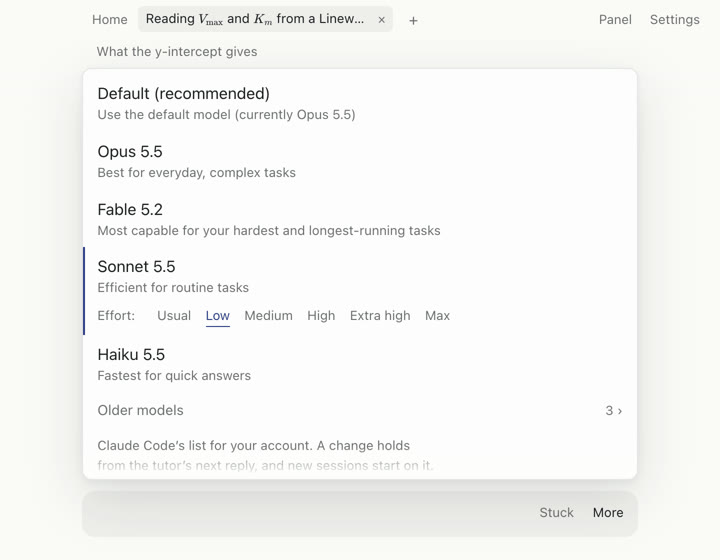 Home Reading Vmax and Km from a Linew... × + Panel Settings
What the y-intercept gives
Default (recommended)
Use the default model (currently Opus 5.5)
Opus 5.5
Best for everyday, complex tasks
Fable 5.2
Most capable for your hardest and longest-running tasks
Sonnet 5.5
Efficient for routine tasks
Effort: Usual Low Medium High Extra high Max
Haiku 5.5
Fastest for quick answers
Older models 3 ›
Claude Code’s list for your account. A change holds
from the tutor’s next reply, and new sessions start on it.
Stuck More